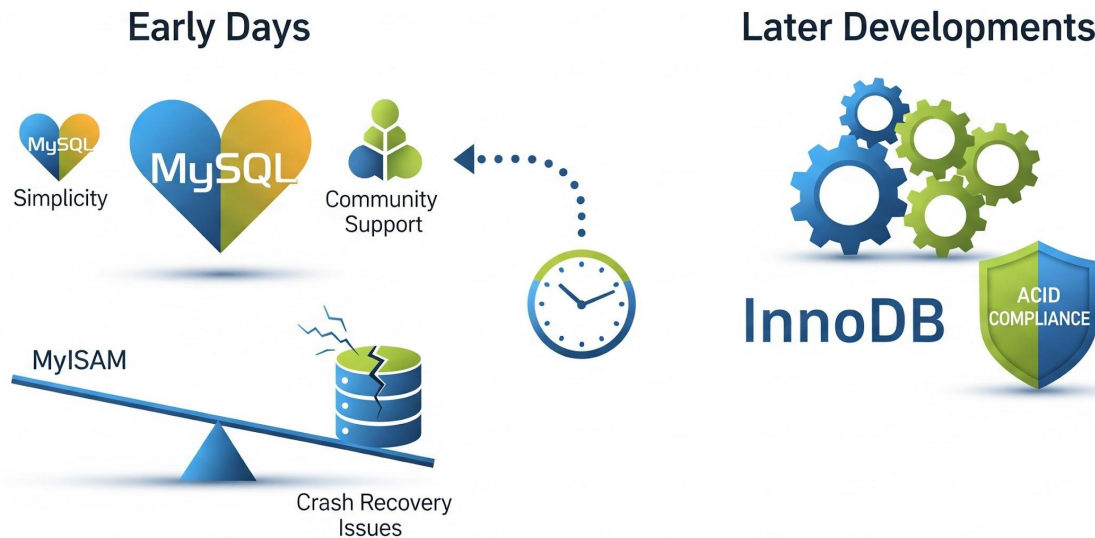 Early Days
Later Developments
MySQL
Simplicity
MySQL
Community
Support
MyISAM
Crash Recovery
Issues
InnoDB
ACID
COMPLIANCE